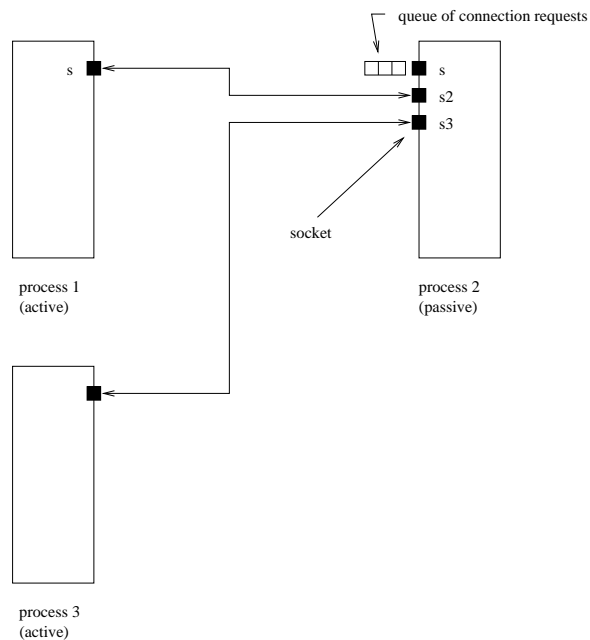 queue of connection requests
s
s
s2
s3
socket
process 1
(active)
process 2
(passive)
process 3
(active)